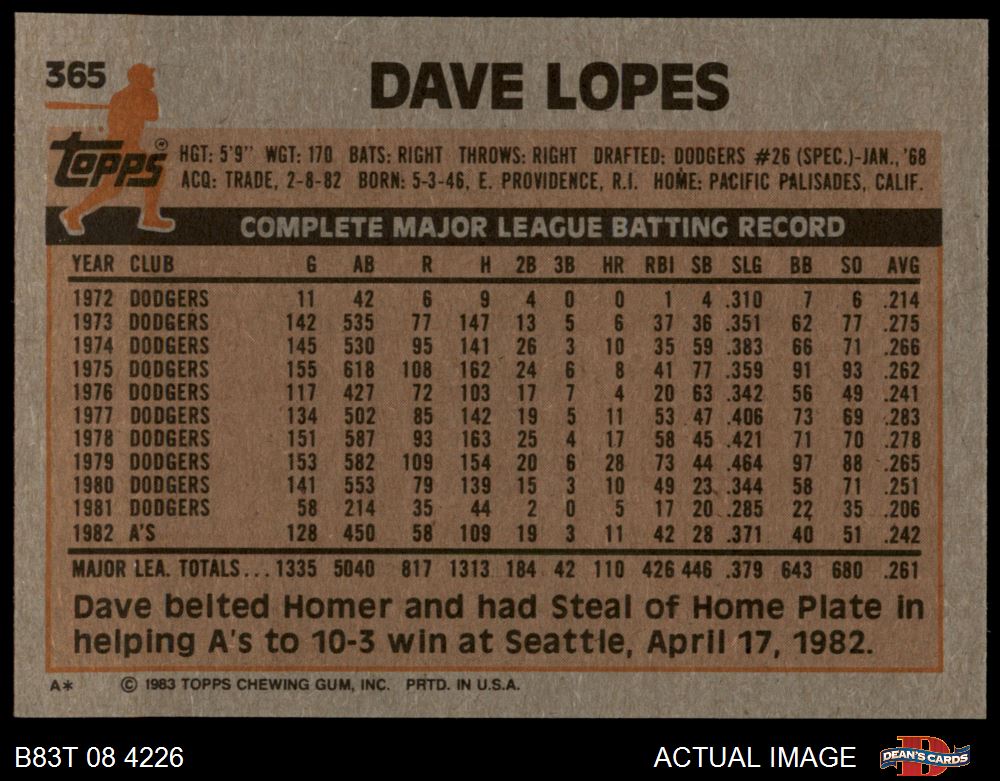 365
DAVE LOPES
topps®
HGT: 5'9" WGT: 170 BATS: RIGHT THROWS: RIGHT DRAFTED: DODGERS #26 (SPEC.)-JAN., '68
ACQ: TRADE, 2-8-82 BORN: 5-3-46, E. PROVIDENCE, R.I. HOME: PACIFIC PALISADES, CALIF.
COMPLETE MAJOR LEAGUE BATTING RECORD
YEAR CLUB G AB R H 2B 3B HR RBI SB SLG BB SO AVG
1972 DODGERS 11 42 6 9 4 0 0 1 4 .310 7 6 .214
1973 DODGERS 142 535 77 147 13 5 6 37 36 .351 62 77 .275
1974 DODGERS 145 530 95 141 26 3 10 35 59 .383 66 71 .266
1975 DODGERS 155 618 108 162 24 6 8 41 77 .359 91 93 .262
1976 DODGERS 117 427 72 103 17 7 4 20 63 .342 56 49 .241
1977 DODGERS 134 502 85 142 19 5 11 53 47 .406 73 69 .283
1978 DODGERS 151 587 93 163 25 4 17 58 45 .421 71 70 .278
1979 DODGERS 153 582 109 154 20 6 28 73 44 .464 97 88 .265
1980 DODGERS 141 553 79 139 15 3 10 49 23 .344 58 71 .251
1981 DODGERS 58 214 35 44 2 0 5 17 20 .285 22 35 .206
1982 A'S 128 450 58 109 19 3 11 42 28 .371 40 51 .242
MAJOR LEA. TOTALS... 1335 5040 817 1313 184 42 110 426 446 .379 643 680 .261
Dave belted Homer and had Steal of Home Plate in
helping A's to 10-3 win at Seattle, April 17, 1982.
A* © 1983 TOPPS CHEWING GUM, INC. PRTD. IN U.S.A.
B83T 08 4226
ACTUAL IMAGE
D
DEAN'S CARDS